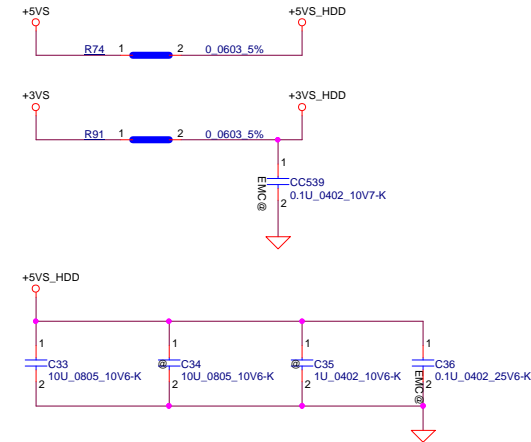 +5VS +5VS_HDD
R74 1 2 0_0603_5%
+3VS +3VS_HDD
R91 1 2 0_0603_5%
1
EMC@
CC539
0.1U_0402_10V7-K
2
+5VS_HDD
1 1 1 1
C33 @ C34 @ C35 C36
10U_0805_10V6-K 10U_0805_10V6-K 1U_0402_10V6-K 0.1U_0402_25V6-K
2 2 2 2 EMC@